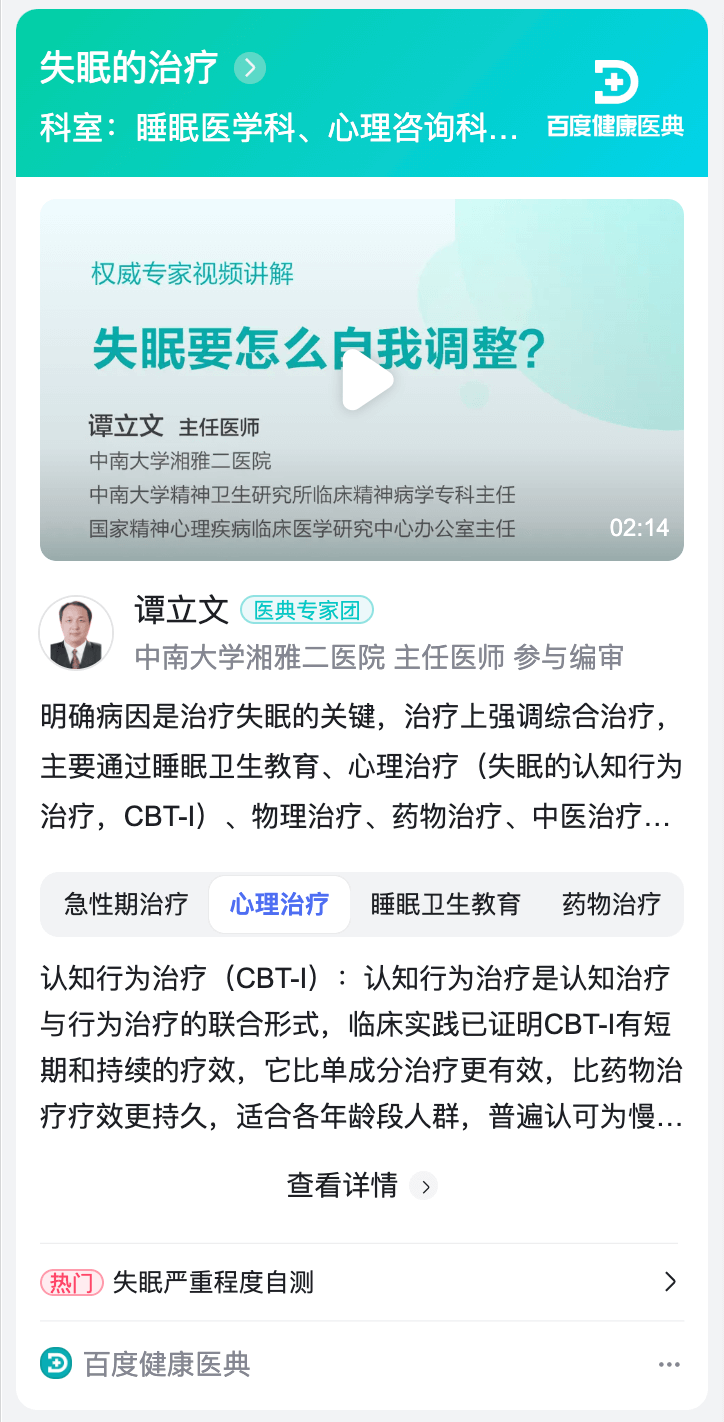 失眠的治疗
科室：睡眠医学科、心理咨询科...
百度健康医典
权威专家视频讲解
失眠要怎么自我调整？
谭立文 主任医师
中南大学湘雅二医院
中南大学精神卫生研究所临床精神病学专科主任
国家精神心理疾病临床医学研究中心办公室主任
02:14
谭立文 医典专家团
中南大学湘雅二医院 主任医师 参与编审
明确病因是治疗失眠的关键，治疗上强调综合治疗，
主要通过睡眠卫生教育、心理治疗（失眠的认知行为
治疗，CBT-I）、物理治疗、药物治疗、中医治疗...
急性期治疗 心理治疗 睡眠卫生教育 药物治疗
认知行为治疗（CBT-I）：认知行为治疗是认知治疗
与行为治疗的联合形式，临床实践已证明CBT-I有短
期和持续的疗效，它比单成分治疗更有效，比药物治
疗疗效更持久，适合各年龄段人群，普遍认可为慢...
查看详情
热门 失眠严重程度自测
百度健康医典